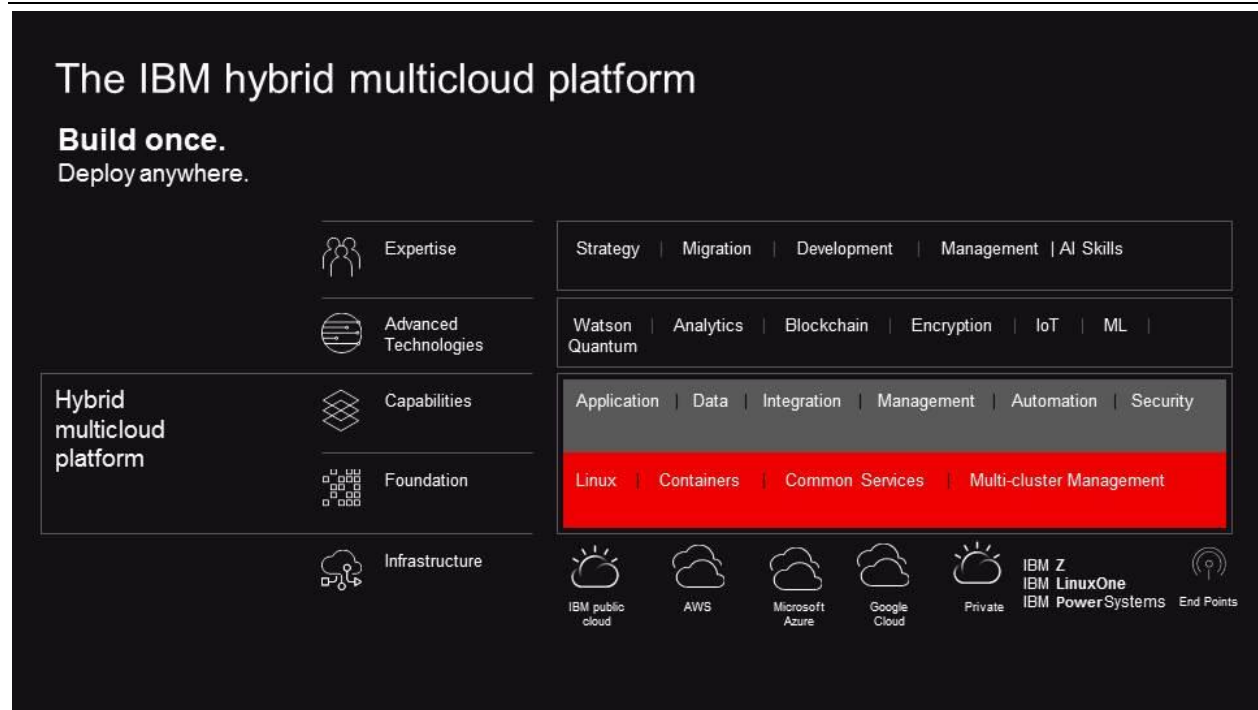 The IBM hybrid multicloud platform
Build once.
Deploy anywhere.
Expertise
Strategy | Migration | Development | Management | AI Skills
Advanced
Technologies
Watson | Analytics | Blockchain | Encryption | IoT | ML |
Quantum
Hybrid
multicloud
platform
Capabilities
Application | Data | Integration | Management | Automation | Security
Foundation
Linux | Containers | Common Services | Multi-cluster Management
Infrastructure
IBM public
cloud
AWS
Microsoft
Azure
Google
Cloud
Private
IBM Z
IBM LinuxOne
IBM PowerSystems
End Points